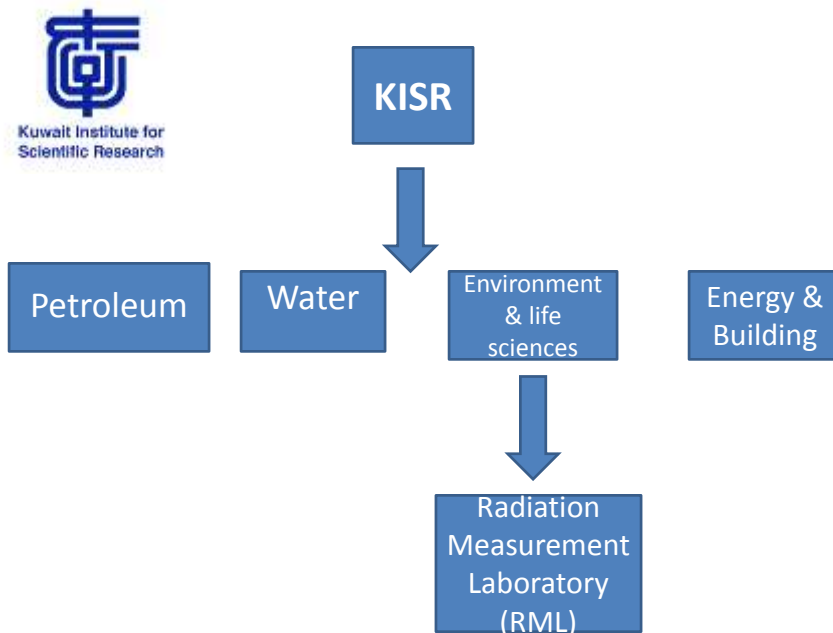 Kuwait Institute for
Scientific Research
KISR
Petroleum
Water
Environment
& life
sciences
Energy &
Building
Radiation
Measurement
Laboratory
(RML)